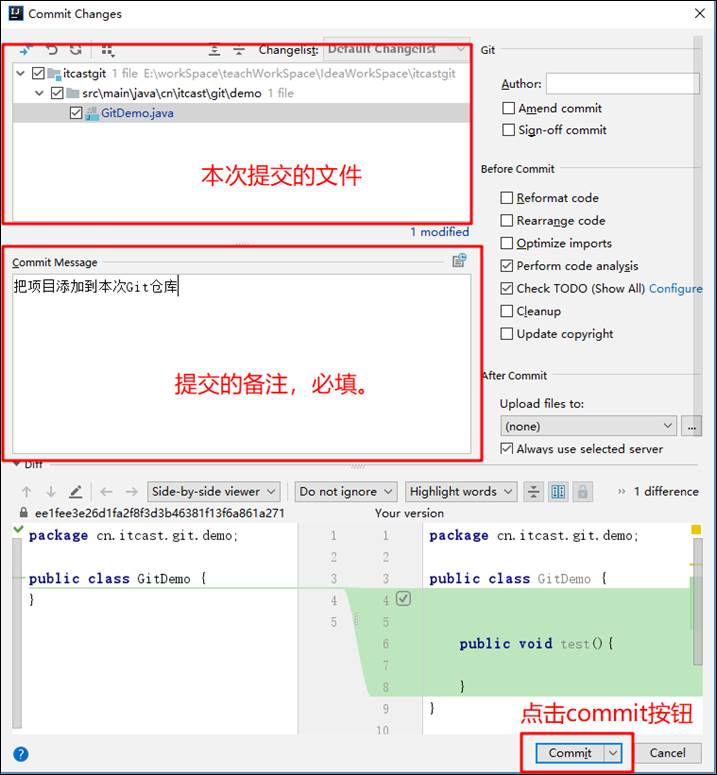 Commit Changes
Changelist: Default Changelist
Git
itcastgit 1 file E:\workSpace\teachWorkSpace\IdeaWorkSpace\itcastgit
src\main\java\cn\itcast\git\demo 1 file
GitDemo.java
本次提交的文件
1 modified
Author:
Amend commit
Sign-off commit
Before Commit
Reformat code
Rearrange code
Optimize imports
Perform code analysis
Check TODO (Show All) Configure
Cleanup
Update copyright
Commit Message
把项目添加到本次Git仓库
提交的备注，必填。
After Commit
Upload files to:
(none)
...
Always use selected server
Diff
Side-by-side viewer
Do not ignore
Highlight words
1 difference
ee1fee3e26d1fa2f8f3d3b46381f13f6a861a271
Your version
package cn.itcast.git.demo; 1 1 package cn.itcast.git.demo;
2 2
public class GitDemo { 3 3 public class GitDemo {
} 4 4
5 5
6 public void test(){
7
8 }
9 }
10
点击commit按钮
?
Commit
Cancel